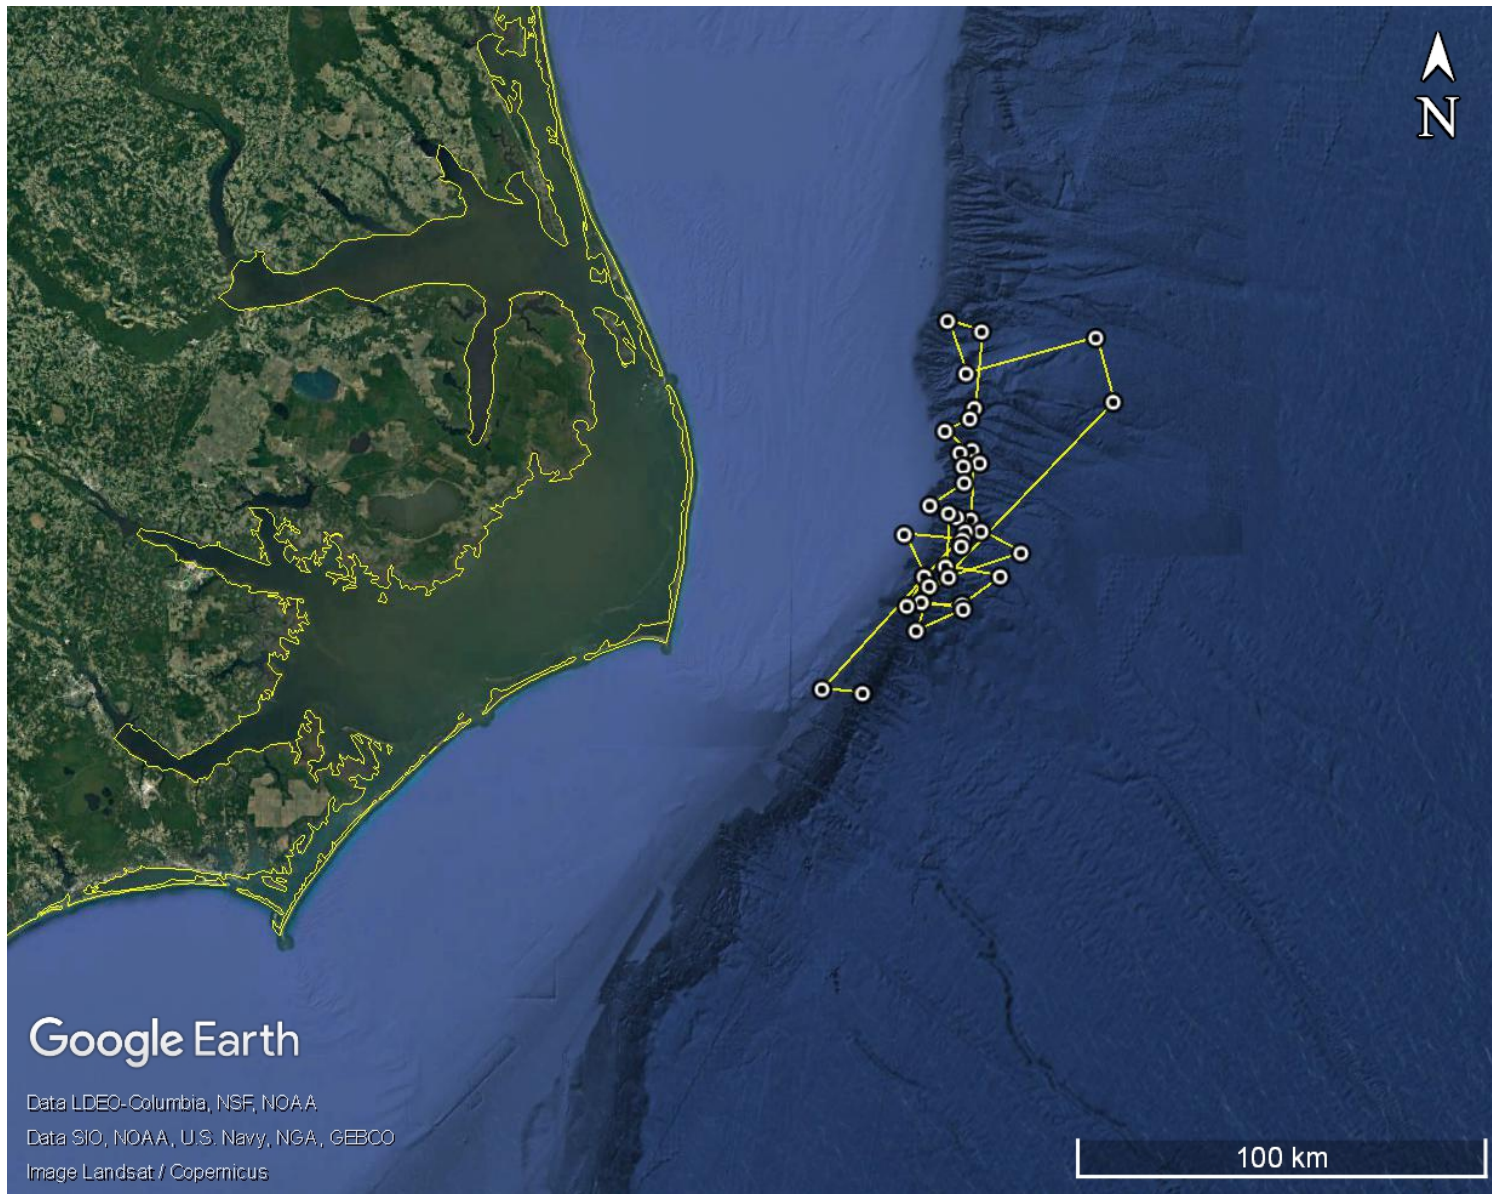 N
Google Earth
Data LDEO-Columbia, NSF, NOAA
Data SIO, NOAA, U.S. Navy, NGA, GEBCO
Image Landsat / Copernicus
100 km